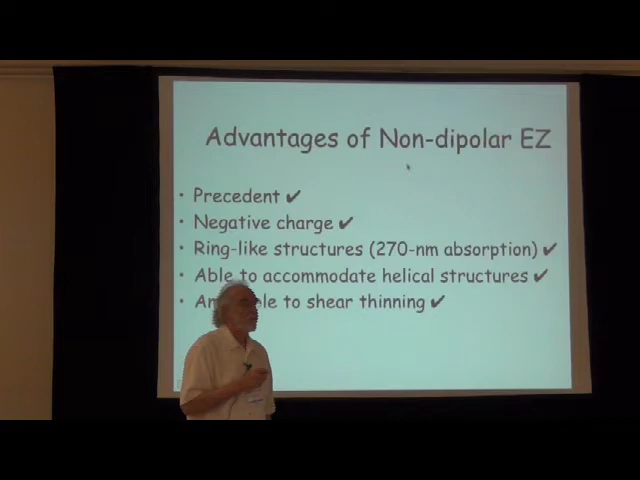 Advantages of Non-dipolar EZ
• Precedent ✔
• Negative charge ✔
• Ring-like structures (270-nm absorption) ✔
• Able to accommodate helical structures ✔
• to shear thinning ✔